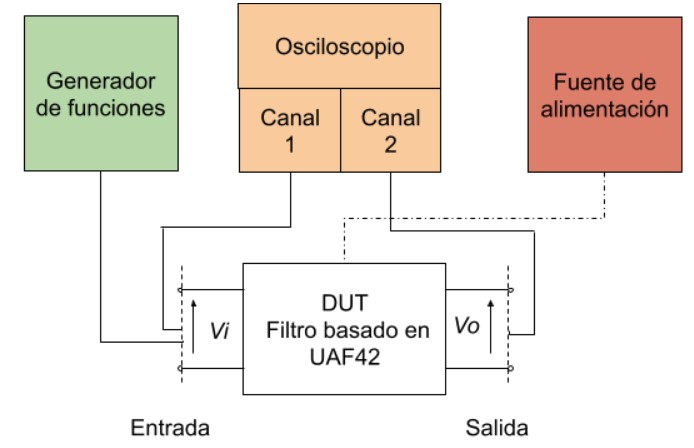 Generador
de funciones
Osciloscopio
Canal
1
Canal
2
Fuente de
alimentación
Vi
DUT
Filtro basado en
UAF42
Vo
Entrada
Salida